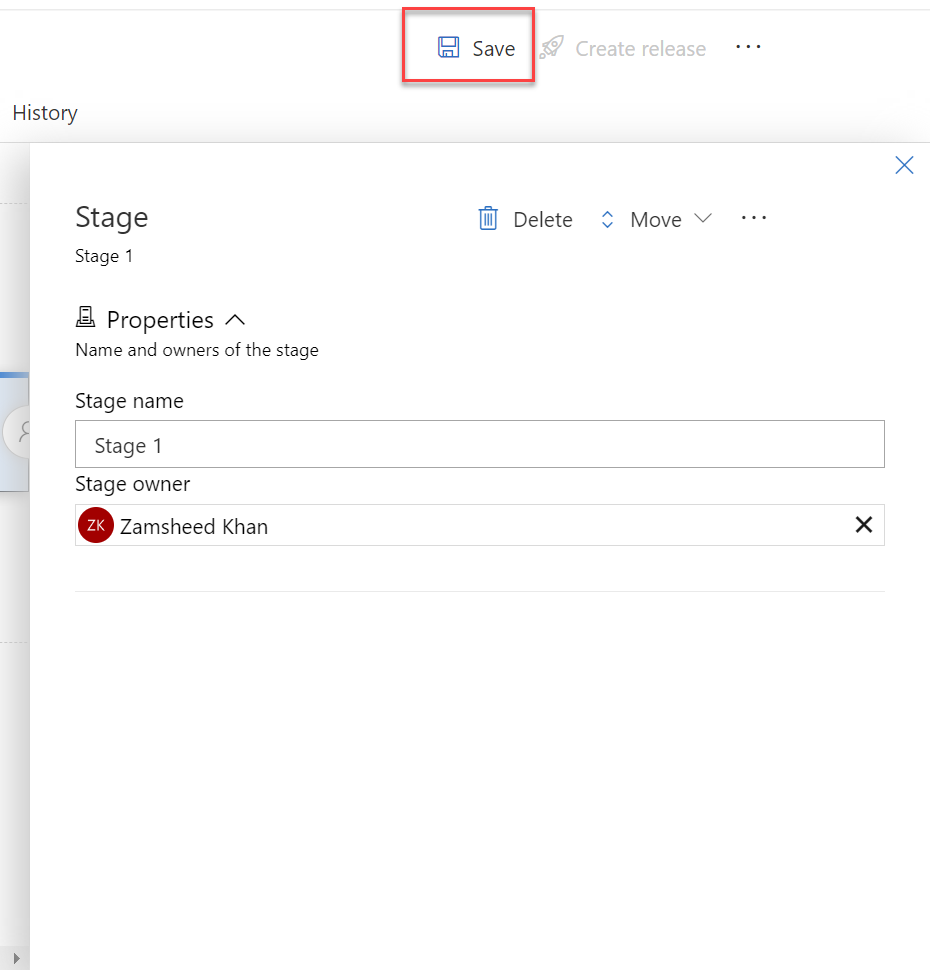 Save Create release ···
History
Stage
Delete Move ···
Stage 1
Properties
Name and owners of the stage
Stage name
Stage 1
Stage owner
ZK Zamsheed Khan